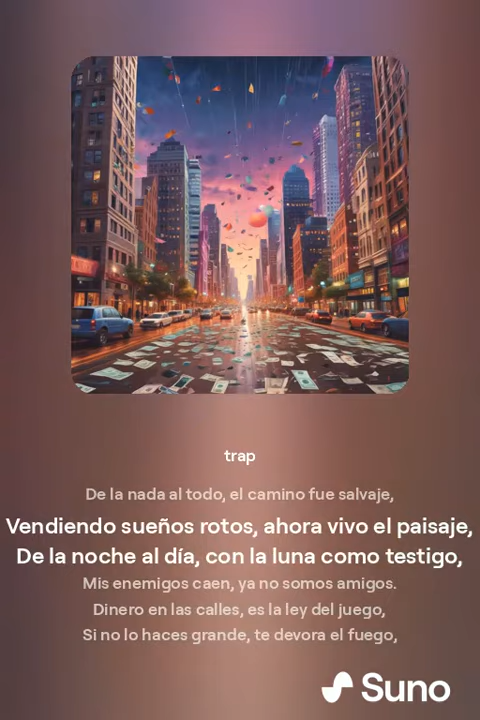 trap
De la nada al todo, el camino fue salvaje,
Vendiendo sueños rotos, ahora vivo el paisaje,
De la noche al día, con la luna como testigo,
Mis enemigos caen, ya no somos amigos.
Dinero en las calles, es la ley del juego,
Si no lo haces grande, te devora el fuego,
Suno